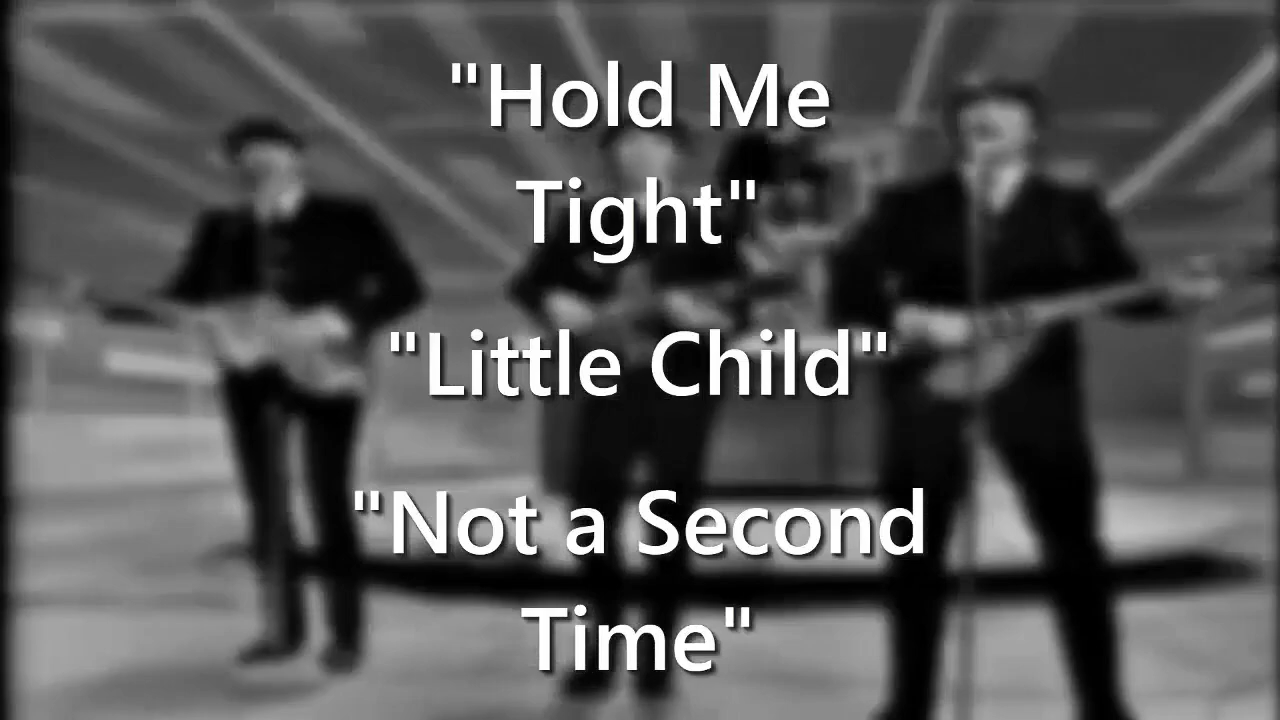 "Hold Me
Tight"
"Little Child"
"Not a Second
Time"